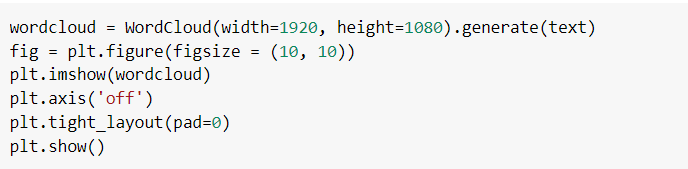 wordcloud = WordCloud(width=1920, height=1080).generate(text)
fig = plt.figure(figsize = (10, 10))
plt.imshow(wordcloud)
plt.axis('off')
plt.tight_layout(pad=0)
plt.show()